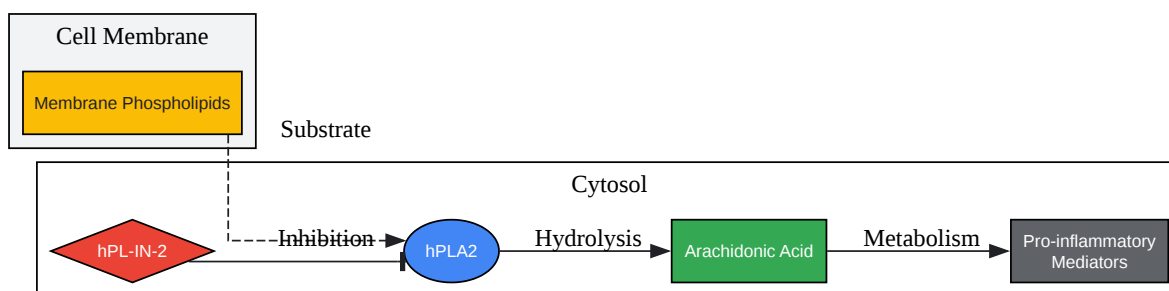 Cell Membrane
Membrane Phospholipids
Substrate
Cytosol
hPL-IN-2
Inhibition
hPLA2
Hydrolysis
Arachidonic Acid
Metabolism
Pro-inflammatory
Mediators